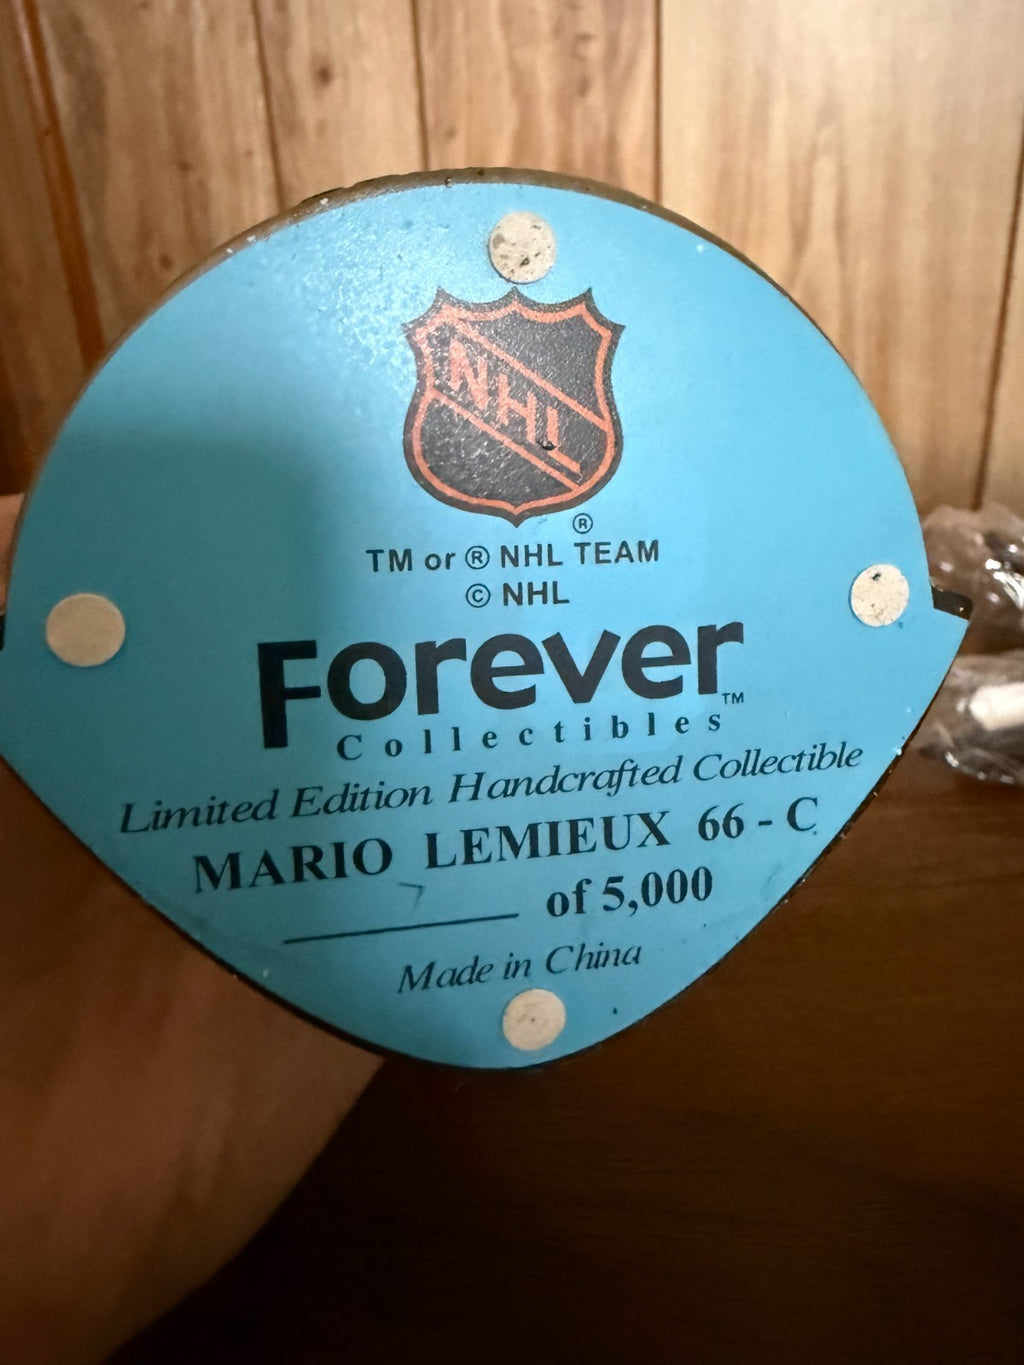 NHL
®
TM or ® NHL TEAM
© NHL
Forever™
Collectibles
Limited Edition Handcrafted Collectible
MARIO LEMIEUX 66 - C
7 of 5,000
Made in China